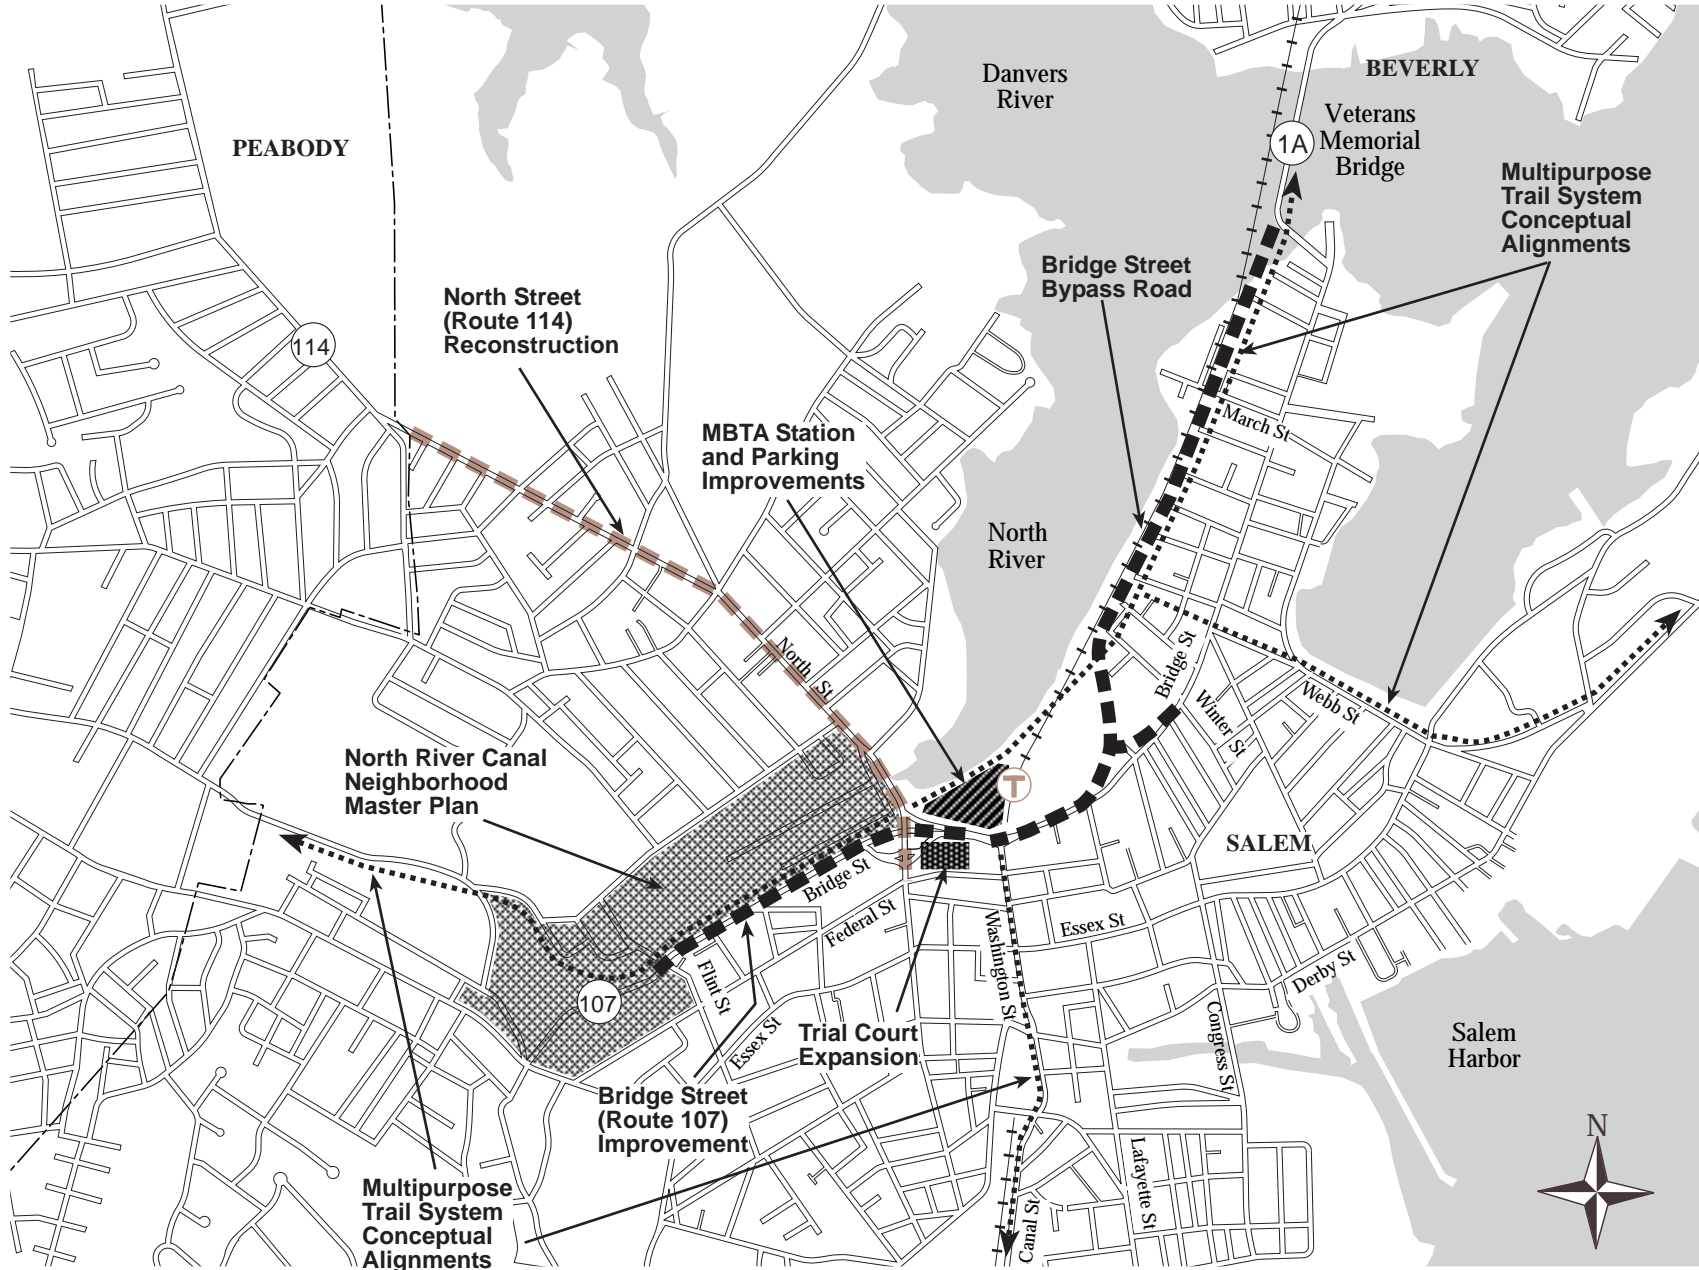 Danvers
River
BEVERLY
Veterans
Memorial
Bridge
1A
PEABODY
Multipurpose
Trail System
Conceptual
Alignments
Bridge Street
Bypass Road
North Street
(Route 114)
Reconstruction
114
MBTA Station
and Parking
Improvements
March St
North
River
North St
Bridge St
Winter St
Webb St
North River Canal
Neighborhood
Master Plan
T
SALEM
Bridge St
Federal St
Essex St
Washington St
Flint St
Derby St
107
Essex St
Trial Court
Expansion
Congress St
Salem
Harbor
Bridge Street
(Route 107)
Improvement
N
Multipurpose
Trail System
Conceptual
Alignments
Lafayette St
Canal St